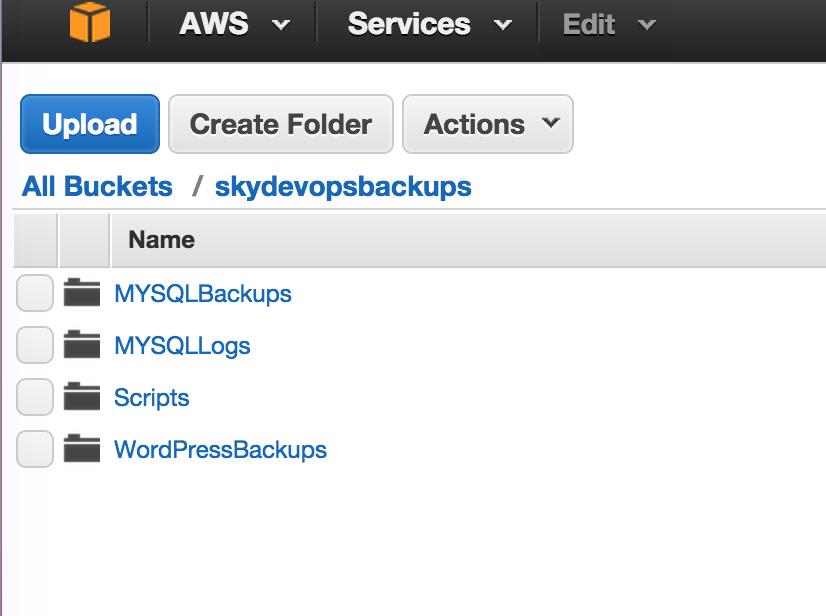 AWS Services Edit
Upload Create Folder Actions
All Buckets / skydevopsbackups
Name
MYSQLBackups
MYSQLLogs
Scripts
WordPressBackups